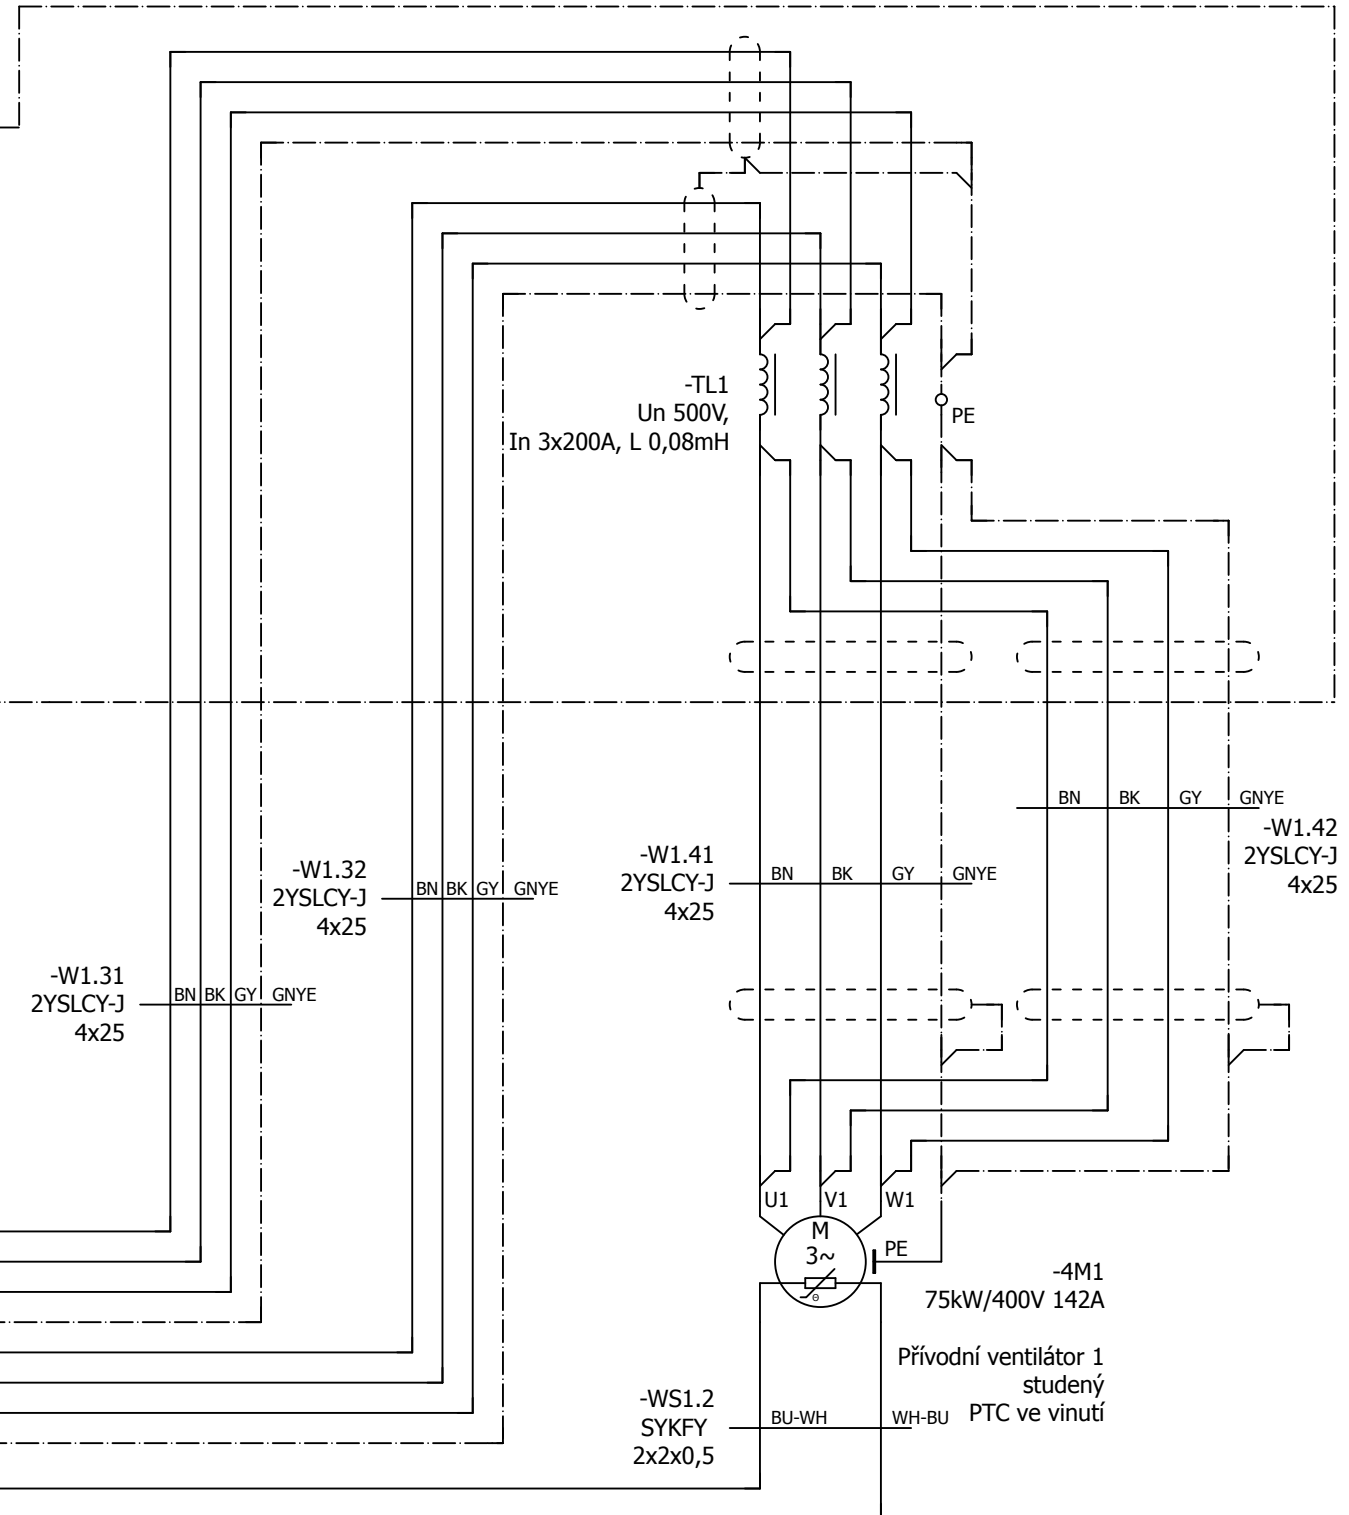 -TL1
Un 500V,
In 3x200A, L 0,08mH
PE
BN BK GY GNYE
-W1.42
2YSLCY-J
4x25
-W1.41
2YSLCY-J
4x25
BN BK GY GNYE
-W1.32
2YSLCY-J
4x25
BN BK GY GNYE
-W1.31
2YSLCY-J
4x25
BN BK GY GNYE
U1 V1 W1
M
3~
PE
Θ
-4M1
75kW/400V 142A
Přívodní ventilátor 1
studený
PTC ve vinutí
-WS1.2
SYKFY
2x2x0,5
BU-WH WH-BU